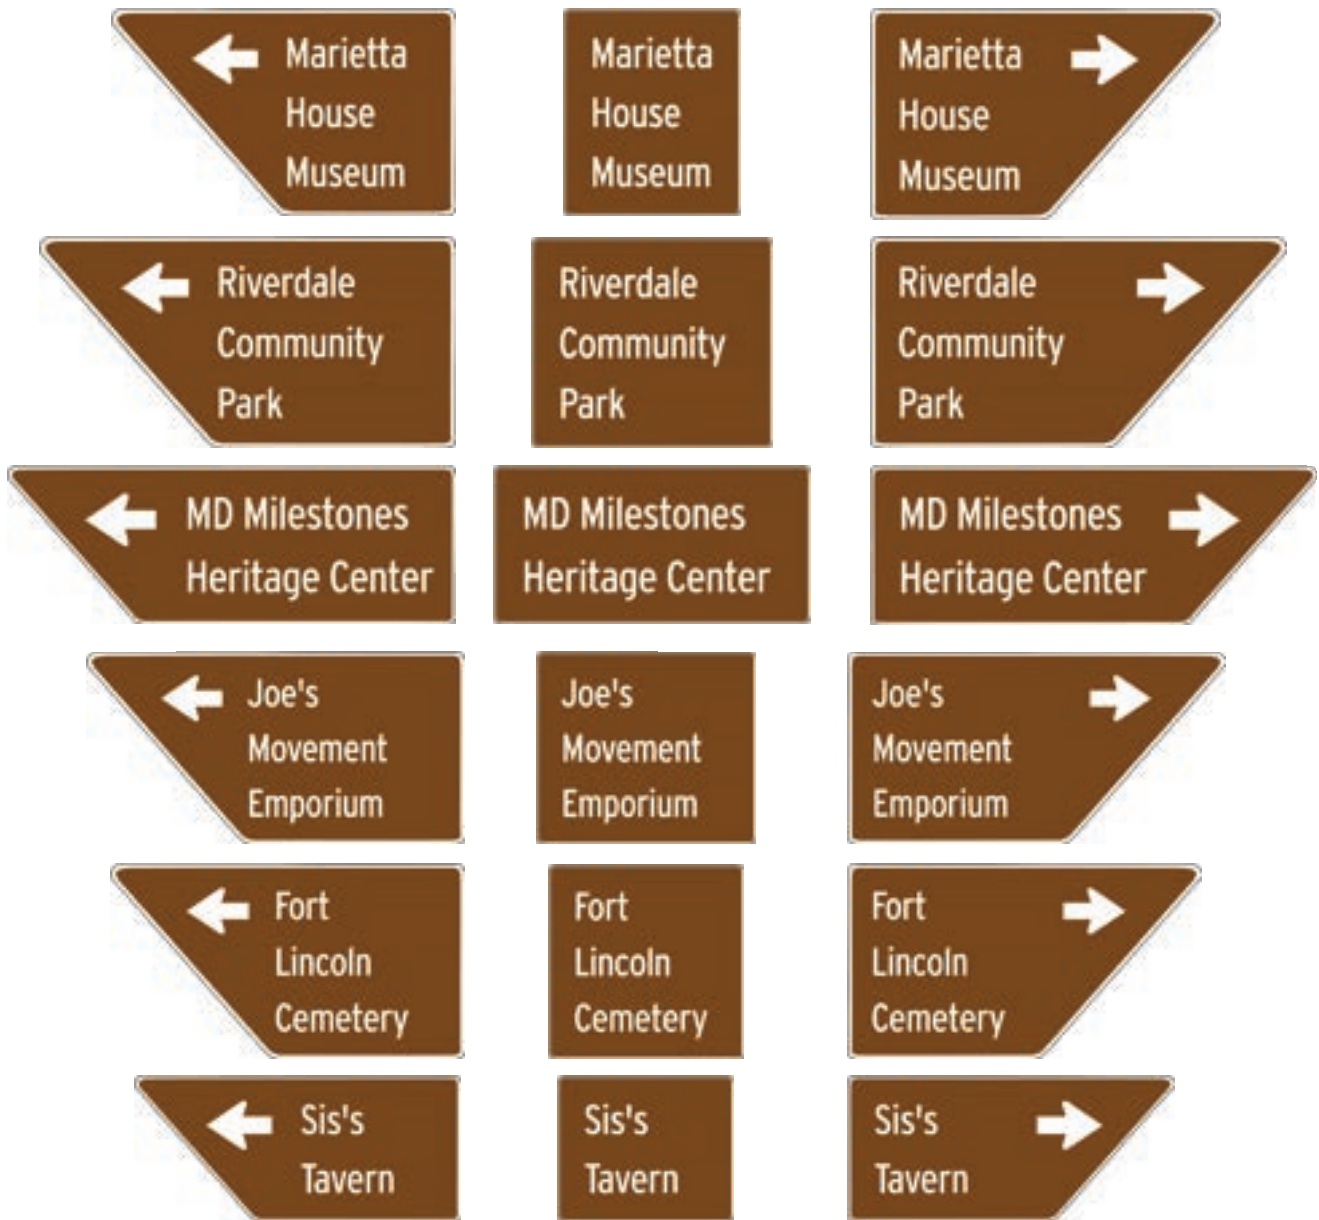 Marietta
House
Museum
Marietta
House
Museum
Marietta
House
Museum
Riverdale
Community
Park
Riverdale
Community
Park
Riverdale
Community
Park
MD Milestones
Heritage Center
MD Milestones
Heritage Center
MD Milestones
Heritage Center
Joe's
Movement
Emporium
Joe's
Movement
Emporium
Joe's
Movement
Emporium
Fort
Lincoln
Cemetery
Fort
Lincoln
Cemetery
Fort
Lincoln
Cemetery
Sis's
Tavern
Sis's
Tavern
Sis's
Tavern